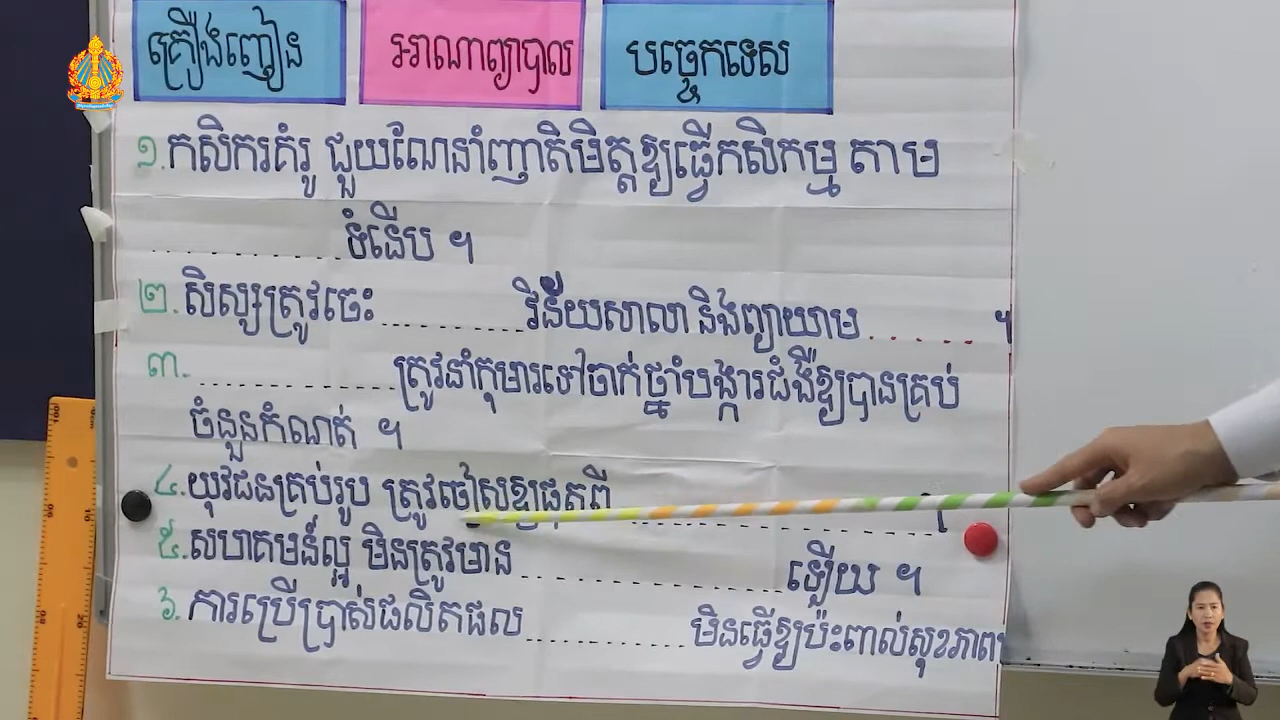 គ្រឿងញៀន
អាណាព្យាបាល
បច្ចេកទេស
១.កសិករគំរូ ជួយណែនាំញាតិមិត្តឱ្យធ្វើកសិកម្ម តាម
....................ទំនើប ។
២.សិស្សត្រូវចេះ...............វិន័យសាលា និងព្យាយាម...... ។
៣. ....................ត្រូវនាំកុមារទៅចាក់ថ្នាំបង្ការជំងឺឱ្យបានគ្រប់
ចំនួនកំណត់ ។
៤.យុវជនគ្រប់រូប ត្រូវចៀសឱ្យផុតពី............................។
៥.សហគមន៍ល្អ មិនត្រូវមាន.........................ឡើយ ។
៦.ការប្រើប្រាស់ផលិតផល...............មិនធ្វើឱ្យប៉ះពាល់សុខភាព